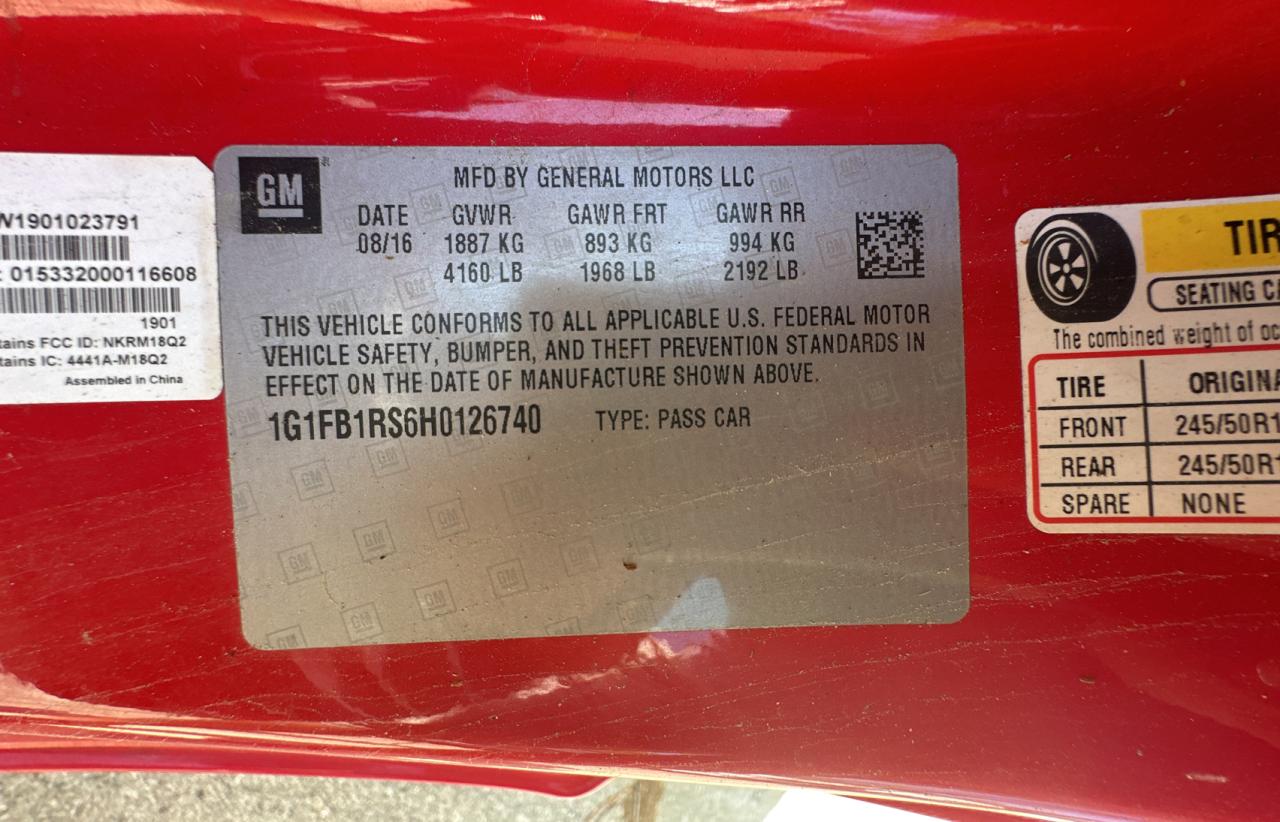 W1901023791
: 015332000116608
1901
tains FCC ID: NKRM18Q2
tains IC: 4441A-M18Q2
Assembled in China
GM
MFD BY GENERAL MOTORS LLC
DATE GVWR GAWR FRT GAWR RR
08/16 1887 KG 893 KG 994 KG
4160 LB 1968 LB 2192 LB
THIS VEHICLE CONFORMS TO ALL APPLICABLE U.S. FEDERAL MOTOR
VEHICLE SAFETY, BUMPER, AND THEFT PREVENTION STANDARDS IN
EFFECT ON THE DATE OF MANUFACTURE SHOWN ABOVE.
1G1FB1RS6H0126740 TYPE: PASS CAR
TIR
SEATING CA
The combined weight of oc
TIRE ORIGINA
FRONT 245/50R1
REAR 245/50R1
SPARE NONE